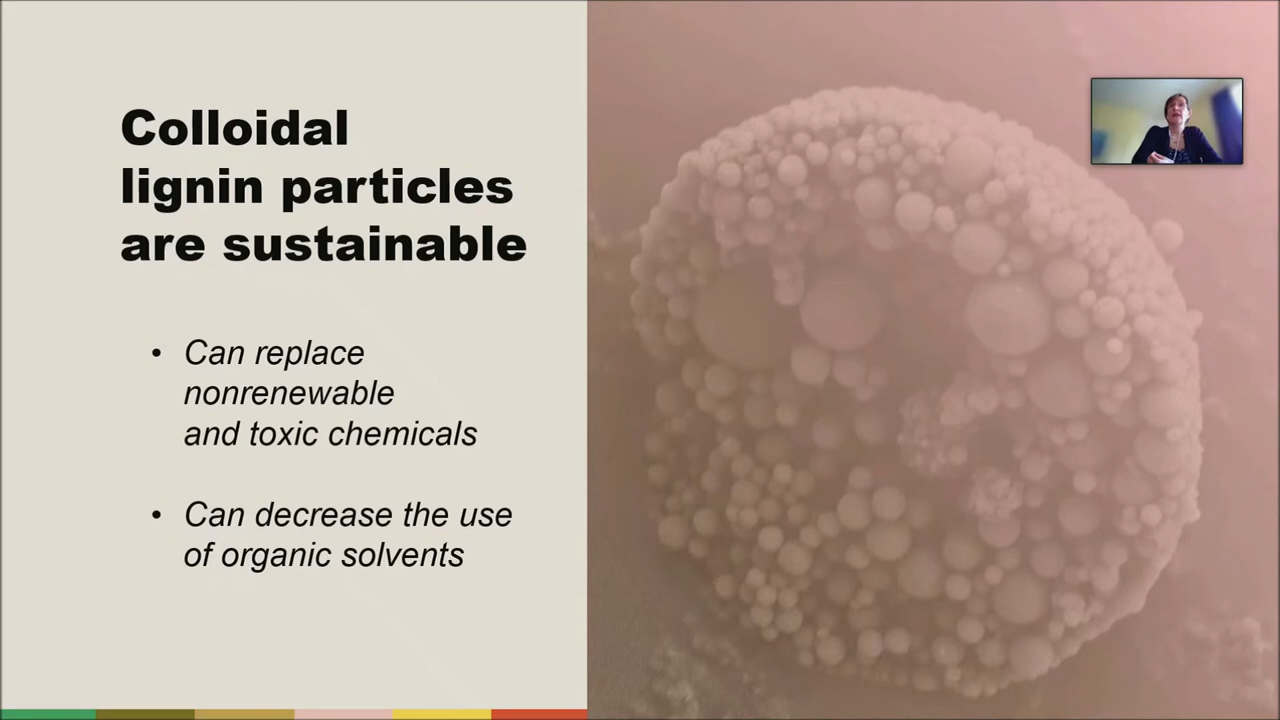 Colloidal
lignin particles
are sustainable
• Can replace
nonrenewable
and toxic chemicals
• Can decrease the use
of organic solvents